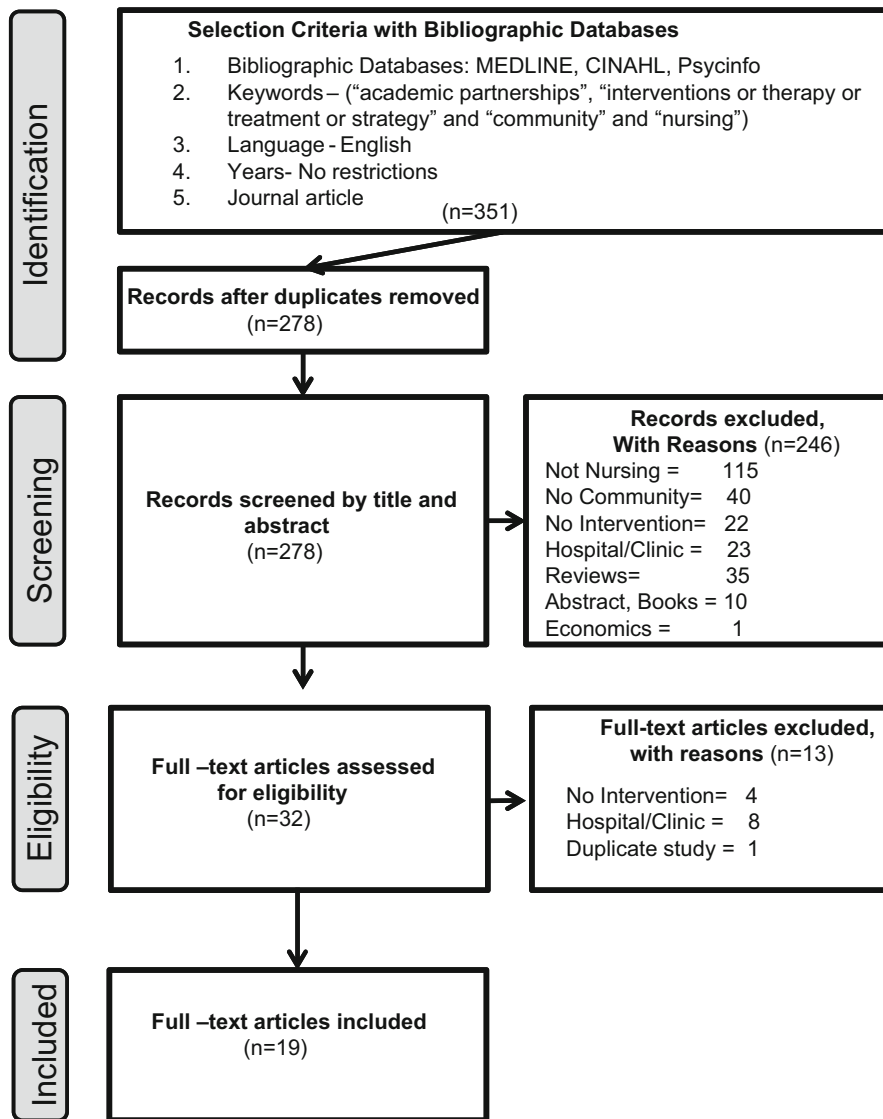 Identification
Selection Criteria with Bibliographic Databases
1. Bibliographic Databases: MEDLINE, CINAHL, Psycinfo
2. Keywords – (“academic partnerships”, “interventions or therapy or
treatment or strategy” and “community” and “nursing”)
3. Language - English
4. Years- No restrictions
5. Journal article
(n=351)
Records after duplicates removed
(n=278)
Screening
Records screened by title and
abstract
(n=278)
Records excluded,
With Reasons (n=246)
Not Nursing = 115
No Community= 40
No Intervention= 22
Hospital/Clinic = 23
Reviews= 35
Abstract, Books = 10
Economics = 1
Eligibility
Full –text articles assessed
for eligibility
(n=32)
Full-text articles excluded,
with reasons (n=13)
No Intervention= 4
Hospital/Clinic = 8
Duplicate study = 1
Included
Full –text articles included
(n=19)